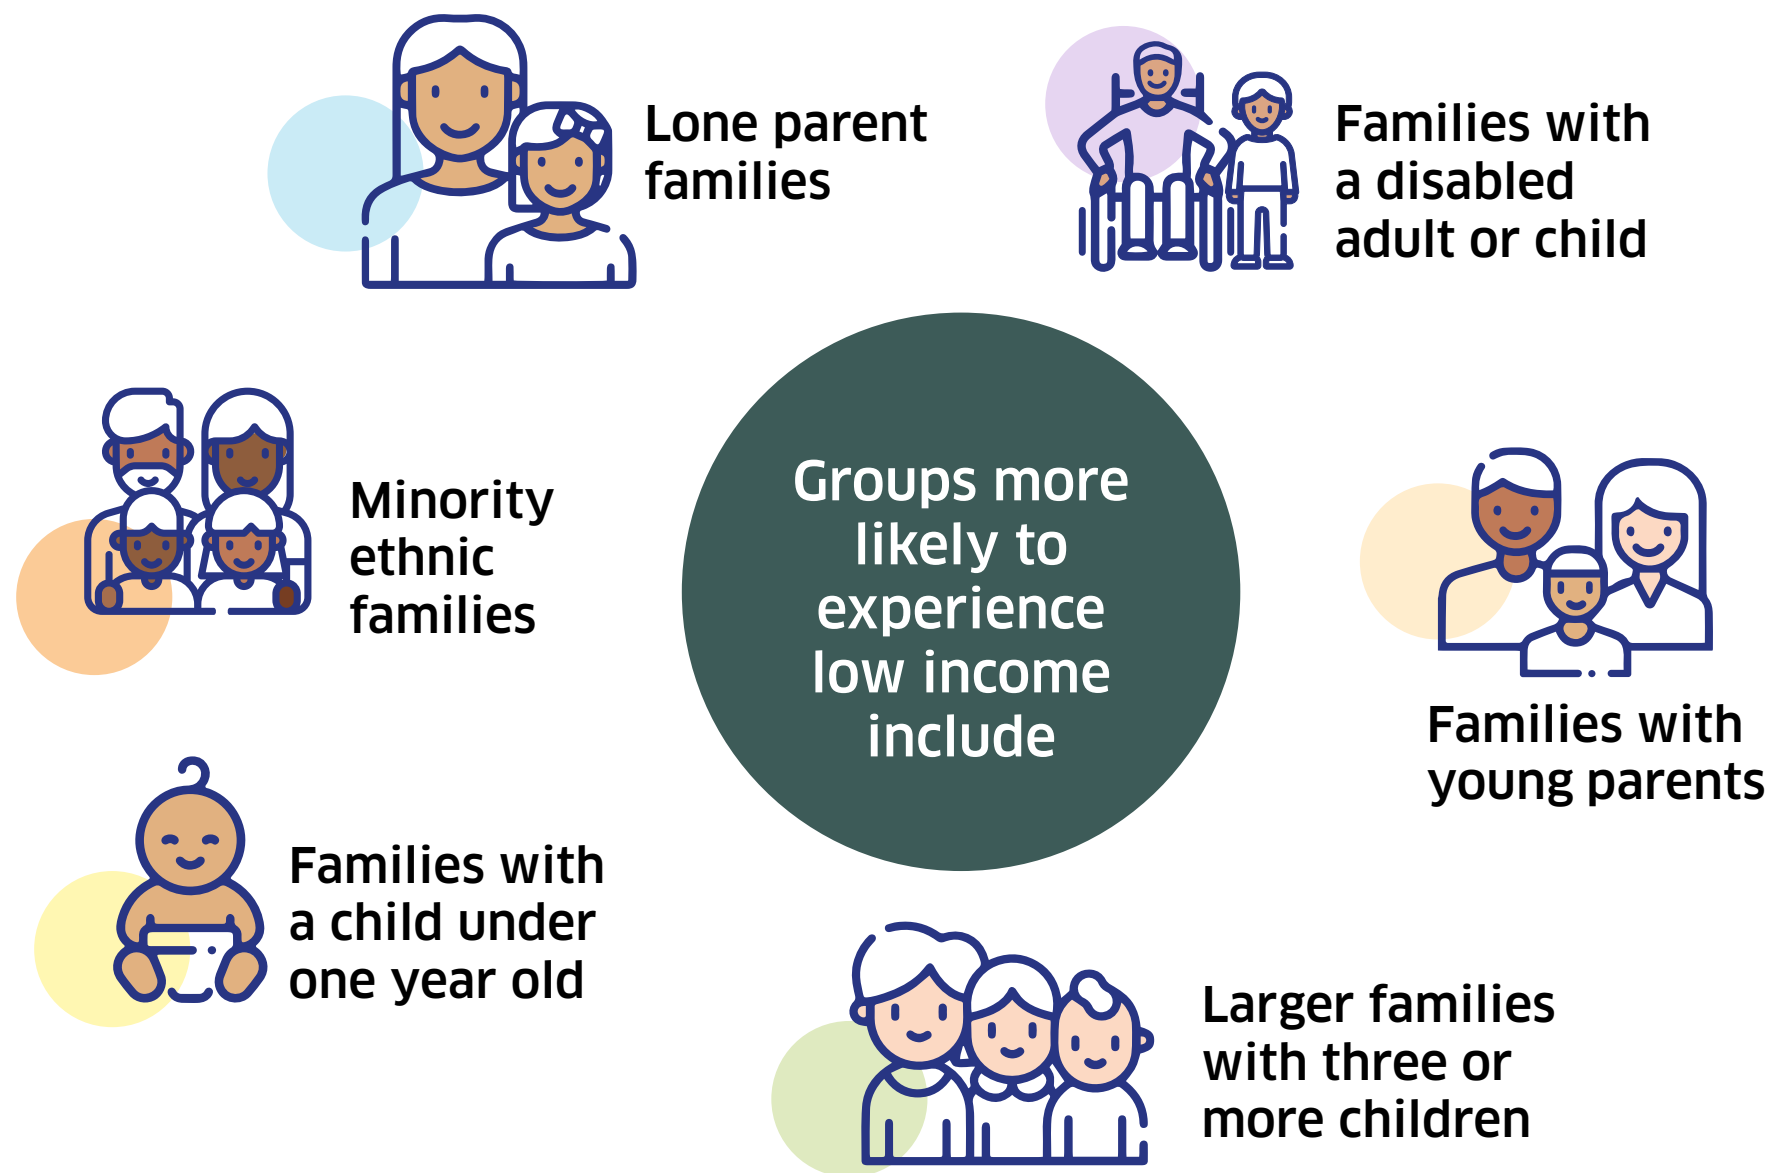 Lone parent
families
Families with
a disabled
adult or child
Minority
ethnic
families
Groups more
likely to
experience
low income
include
Families with
young parents
Families with
a child under
one year old
Larger families
with three or
more children